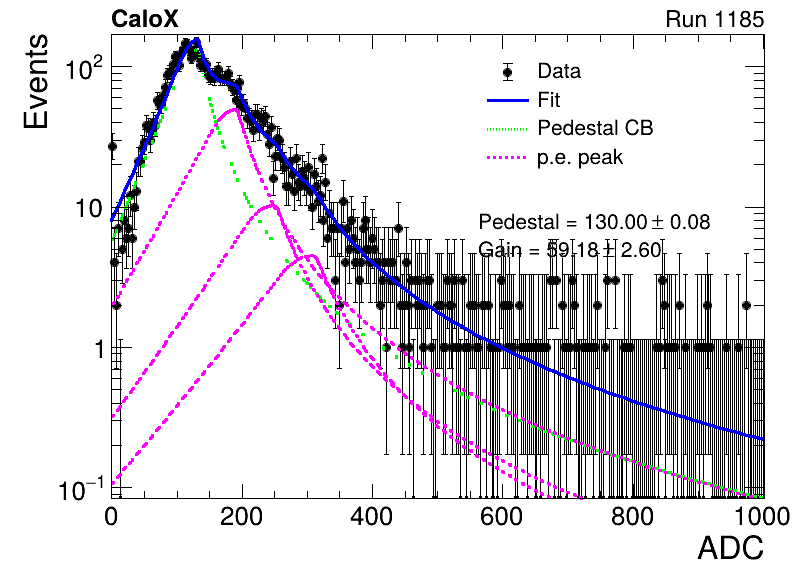 CaloX Run 1185
Events
Data
Fit
Pedestal CB
p.e. peak
Pedestal = 130.00 ± 0.08
Gain = 59.18 ± 2.60
10²
10
1
10⁻¹
0 200 400 600 800 1000
ADC